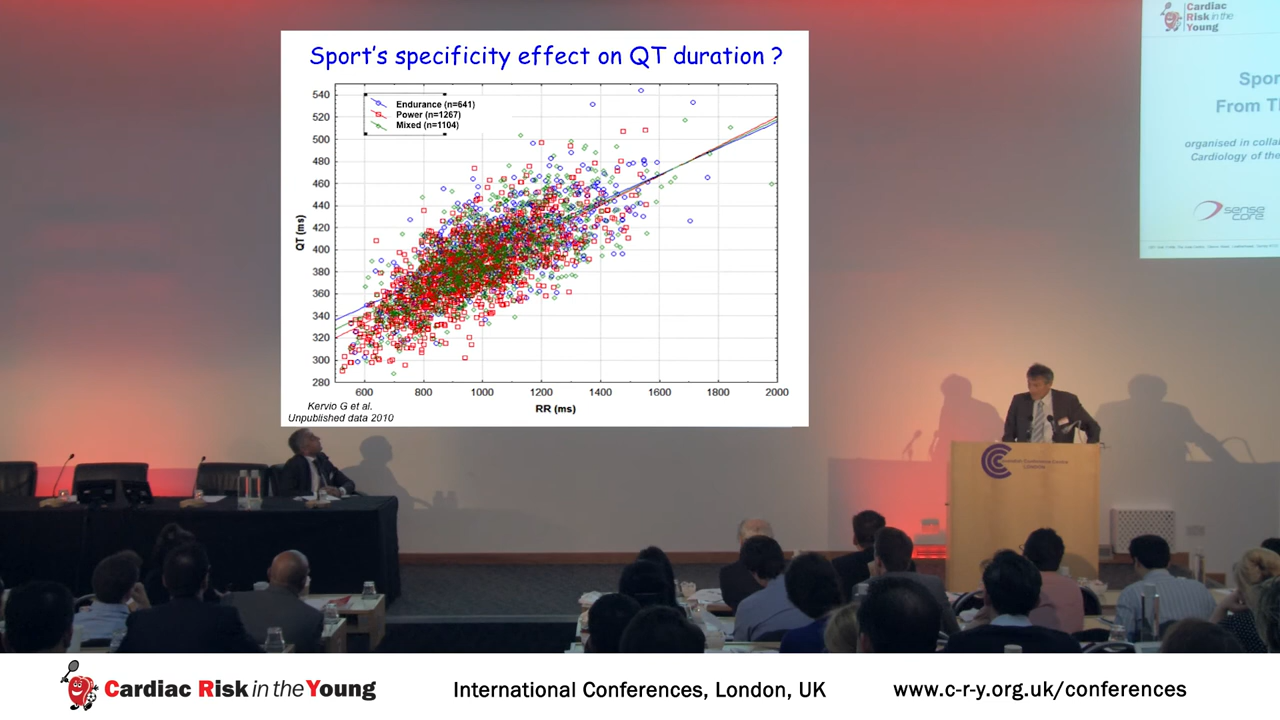 Sport's specificity effect on QT duration ?
Endurance (n=641)
Power (n=1267)
Mixed (n=1104)
540
520
500
480
460
440
420
400
380
360
340
320
300
280
QT (ms)
600
800
1000
1200
1400
1600
1800
2000
RR (ms)
Kervio G et al.
Unpublished data 2010
Cardiac
Risk in the
Young
Spor
From Th
organised in colla
Cardiology of the
sense
core
LONDON
Cardiac Risk in the Young
International Conferences, London, UK
www.c-r-y.org.uk/conferences